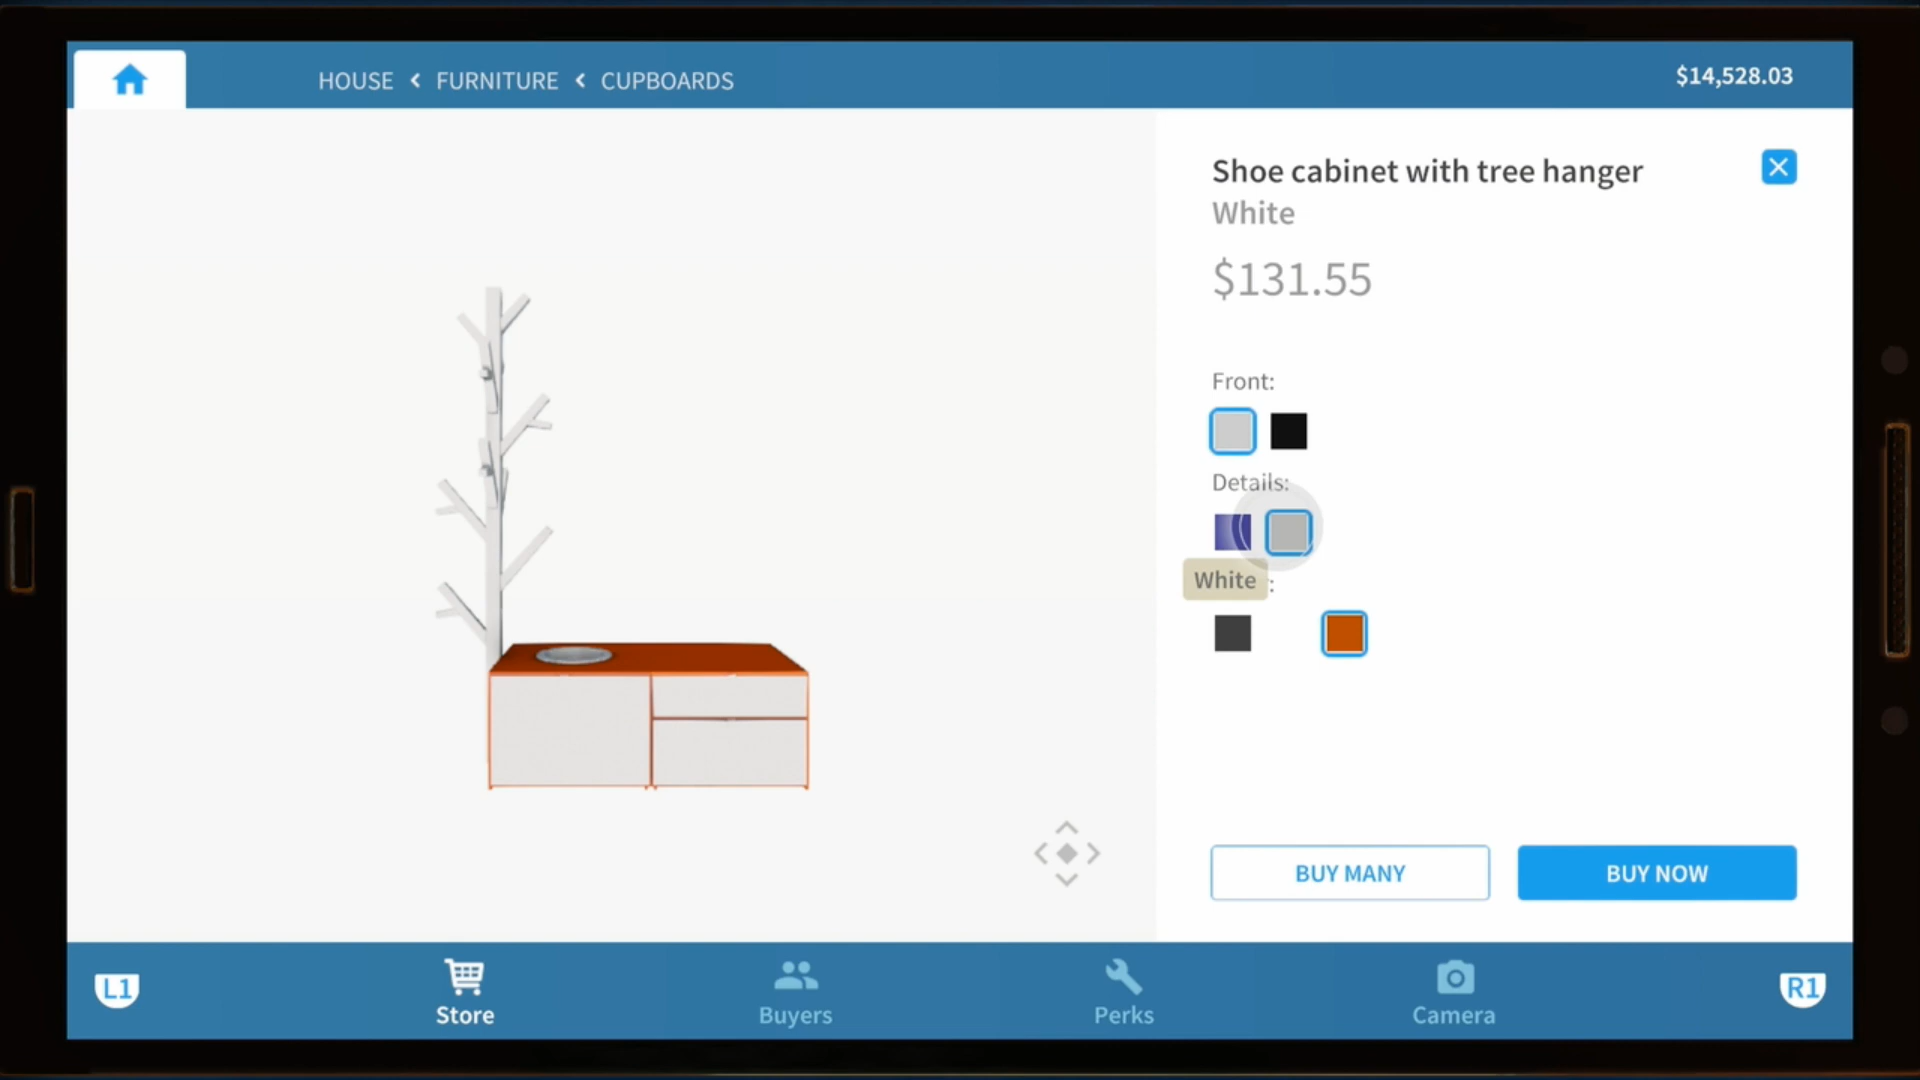 HOUSE < FURNITURE < CUPBOARDS
$14,528.03
Shoe cabinet with tree hanger
White
$131.55
Front:
Details:
White :
BUY MANY
BUY NOW
L1
Store
Buyers
Perks
Camera
R1